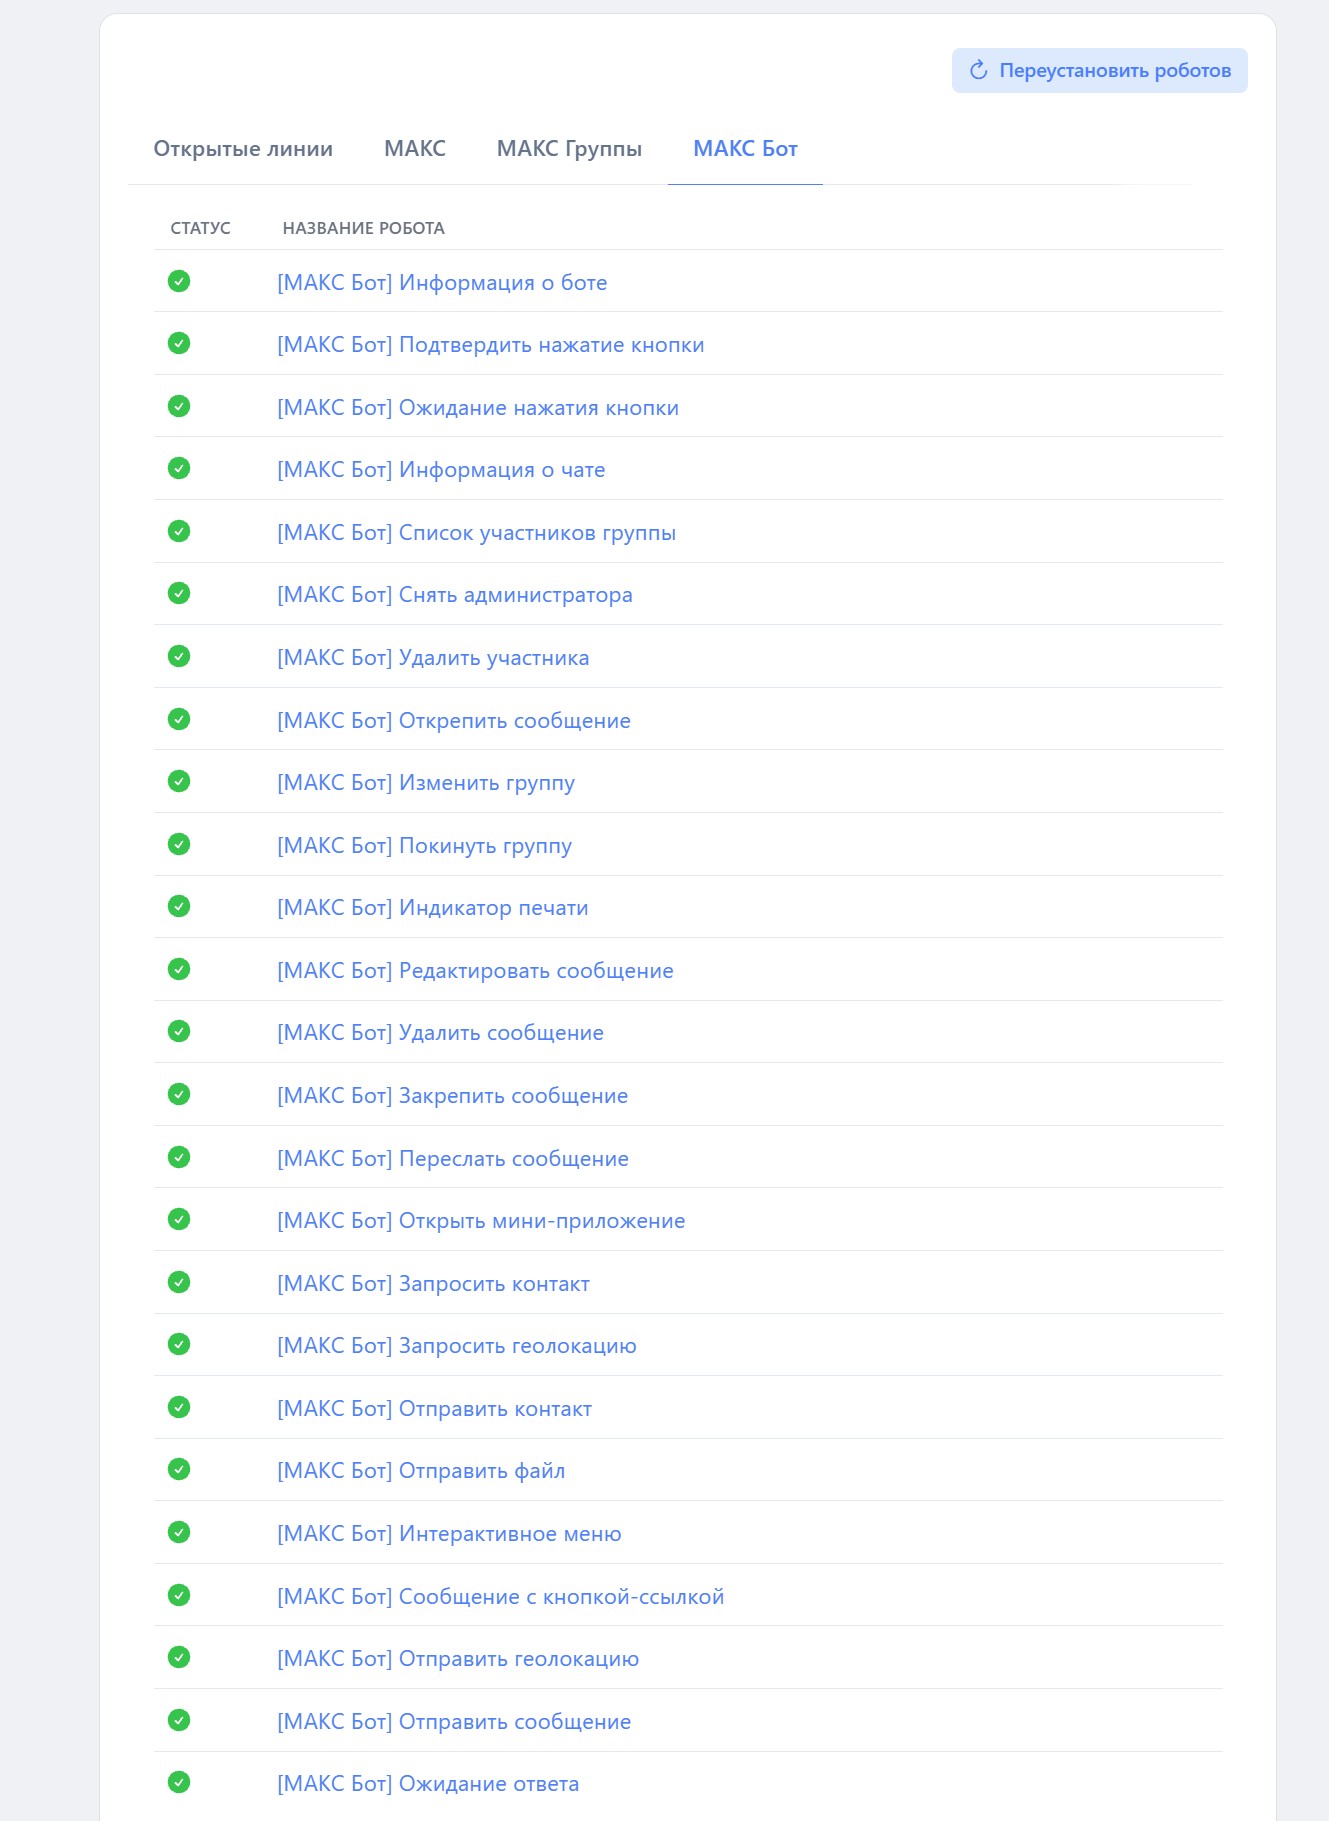 Переустановить роботов
Открытые линии МАКС МАКС Группы МАКС Бот
СТАТУС НАЗВАНИЕ РОБОТА
[МАКС Бот] Информация о боте
[МАКС Бот] Подтвердить нажатие кнопки
[МАКС Бот] Ожидание нажатия кнопки
[МАКС Бот] Информация о чате
[МАКС Бот] Список участников группы
[МАКС Бот] Снять администратора
[МАКС Бот] Удалить участника
[МАКС Бот] Открепить сообщение
[МАКС Бот] Изменить группу
[МАКС Бот] Покинуть группу
[МАКС Бот] Индикатор печати
[МАКС Бот] Редактировать сообщение
[МАКС Бот] Удалить сообщение
[МАКС Бот] Закрепить сообщение
[МАКС Бот] Переслать сообщение
[МАКС Бот] Открыть мини-приложение
[МАКС Бот] Запросить контакт
[МАКС Бот] Запросить геолокацию
[МАКС Бот] Отправить контакт
[МАКС Бот] Отправить файл
[МАКС Бот] Интерактивное меню
[МАКС Бот] Сообщение с кнопкой-ссылкой
[МАКС Бот] Отправить геолокацию
[МАКС Бот] Отправить сообщение
[МАКС Бот] Ожидание ответа